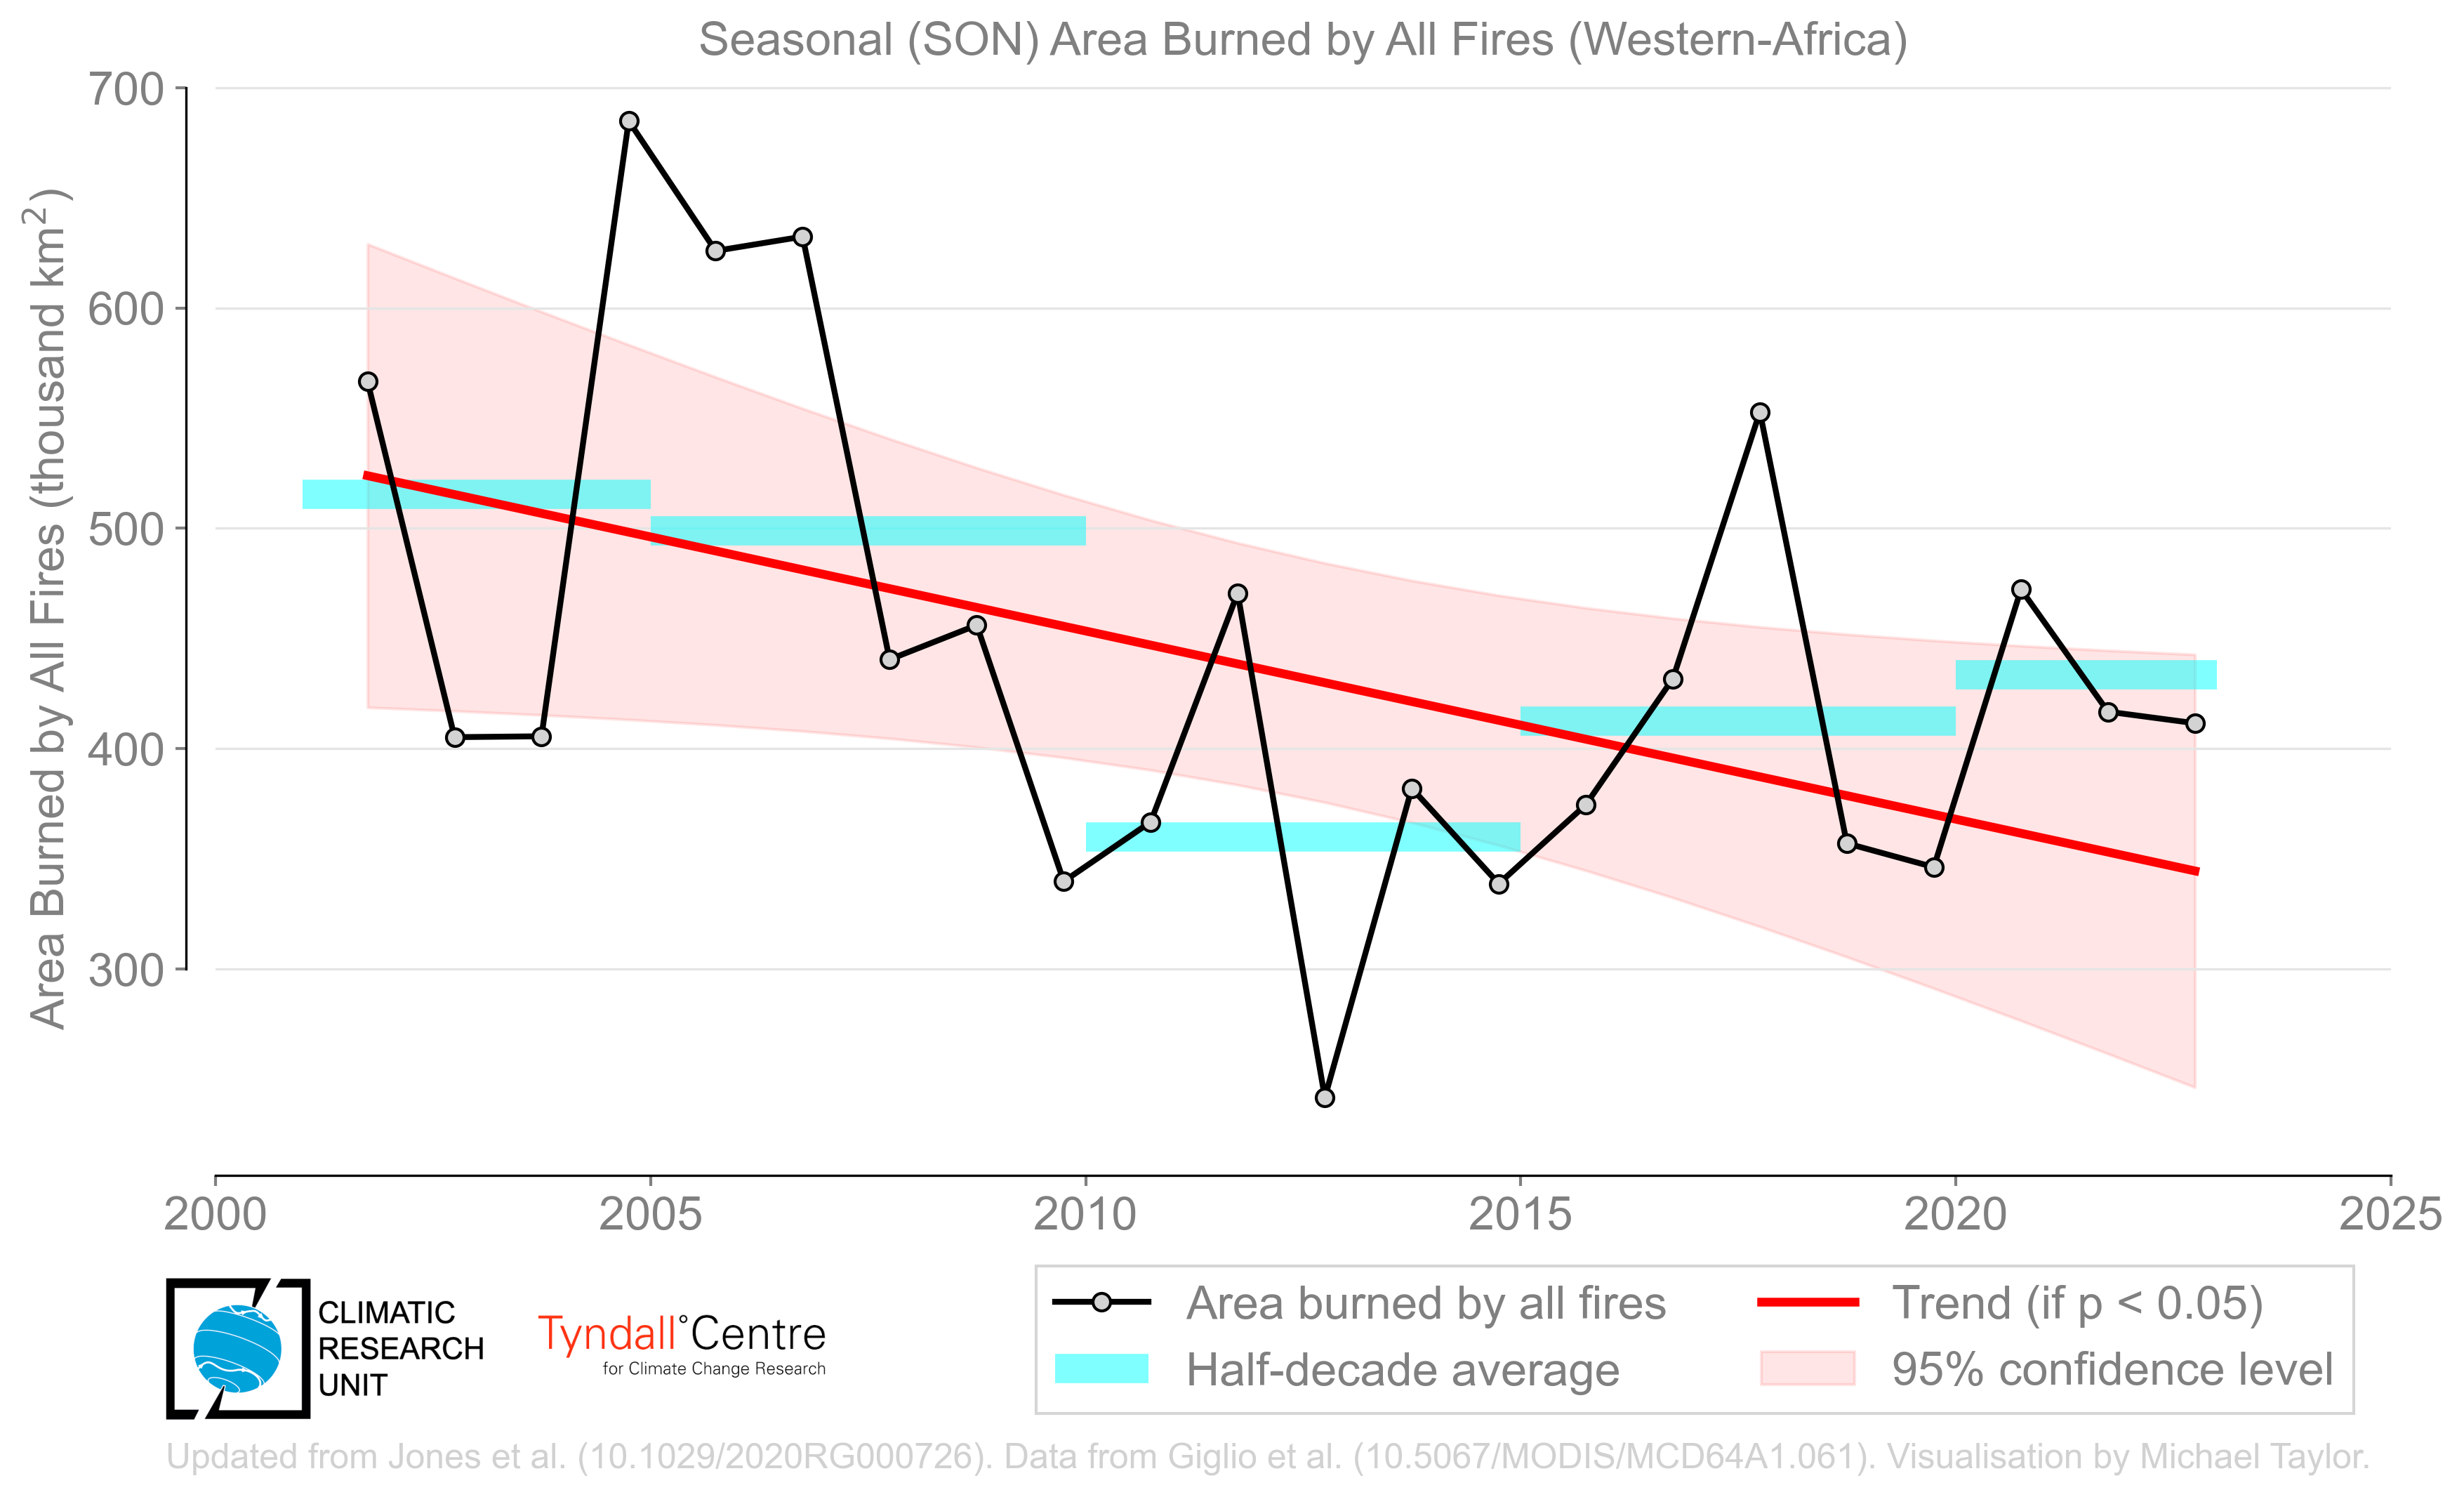 Seasonal (SON) Area Burned by All Fires (Western-Africa)
Area Burned by All Fires (thousand km²)
700
600
500
400
300
2000
2005
2010
2015
2020
2025
CLIMATIC
RESEARCH
UNIT
Tyndall°Centre
for Climate Change Research
Area burned by all fires
Half-decade average
Trend (if p < 0.05)
95% confidence level
Updated from Jones et al. (10.1029/2020RG000726). Data from Giglio et al. (10.5067/MODIS/MCD64A1.061). Visualisation by Michael Taylor.